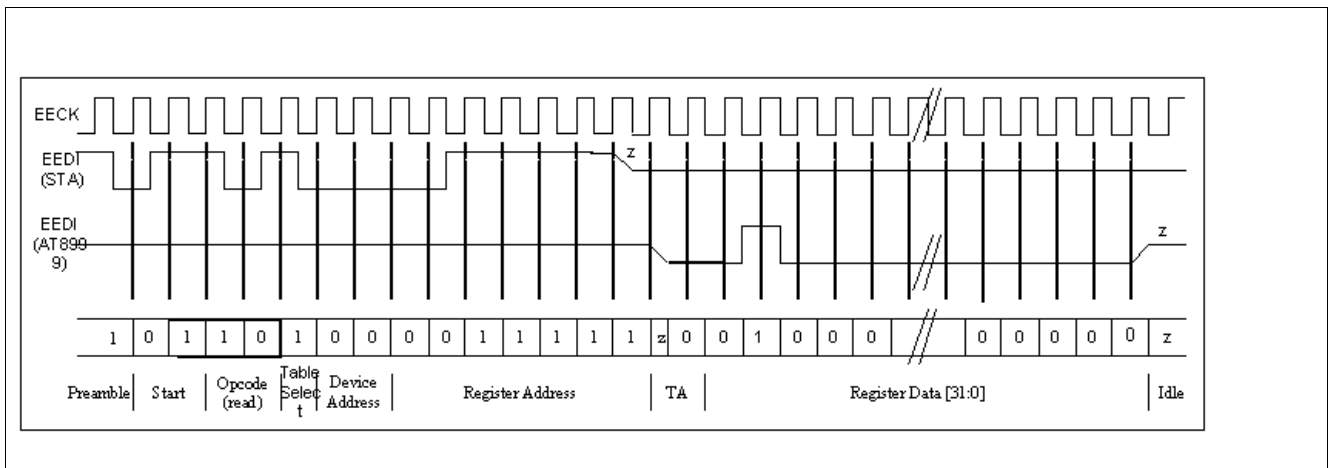 EECK
EEDI
(STA)
z
EEDI
(AT899
9)
z
1 0 1 1 0 1 0 0 0 0 1 1 1 1 1 z 0 0 1 0 0 0 0 0 0 0 0 z
Preamble Start Opcode
(read) Table
Selec
t Device
Address Register Address TA Register Data [31:0] Idle